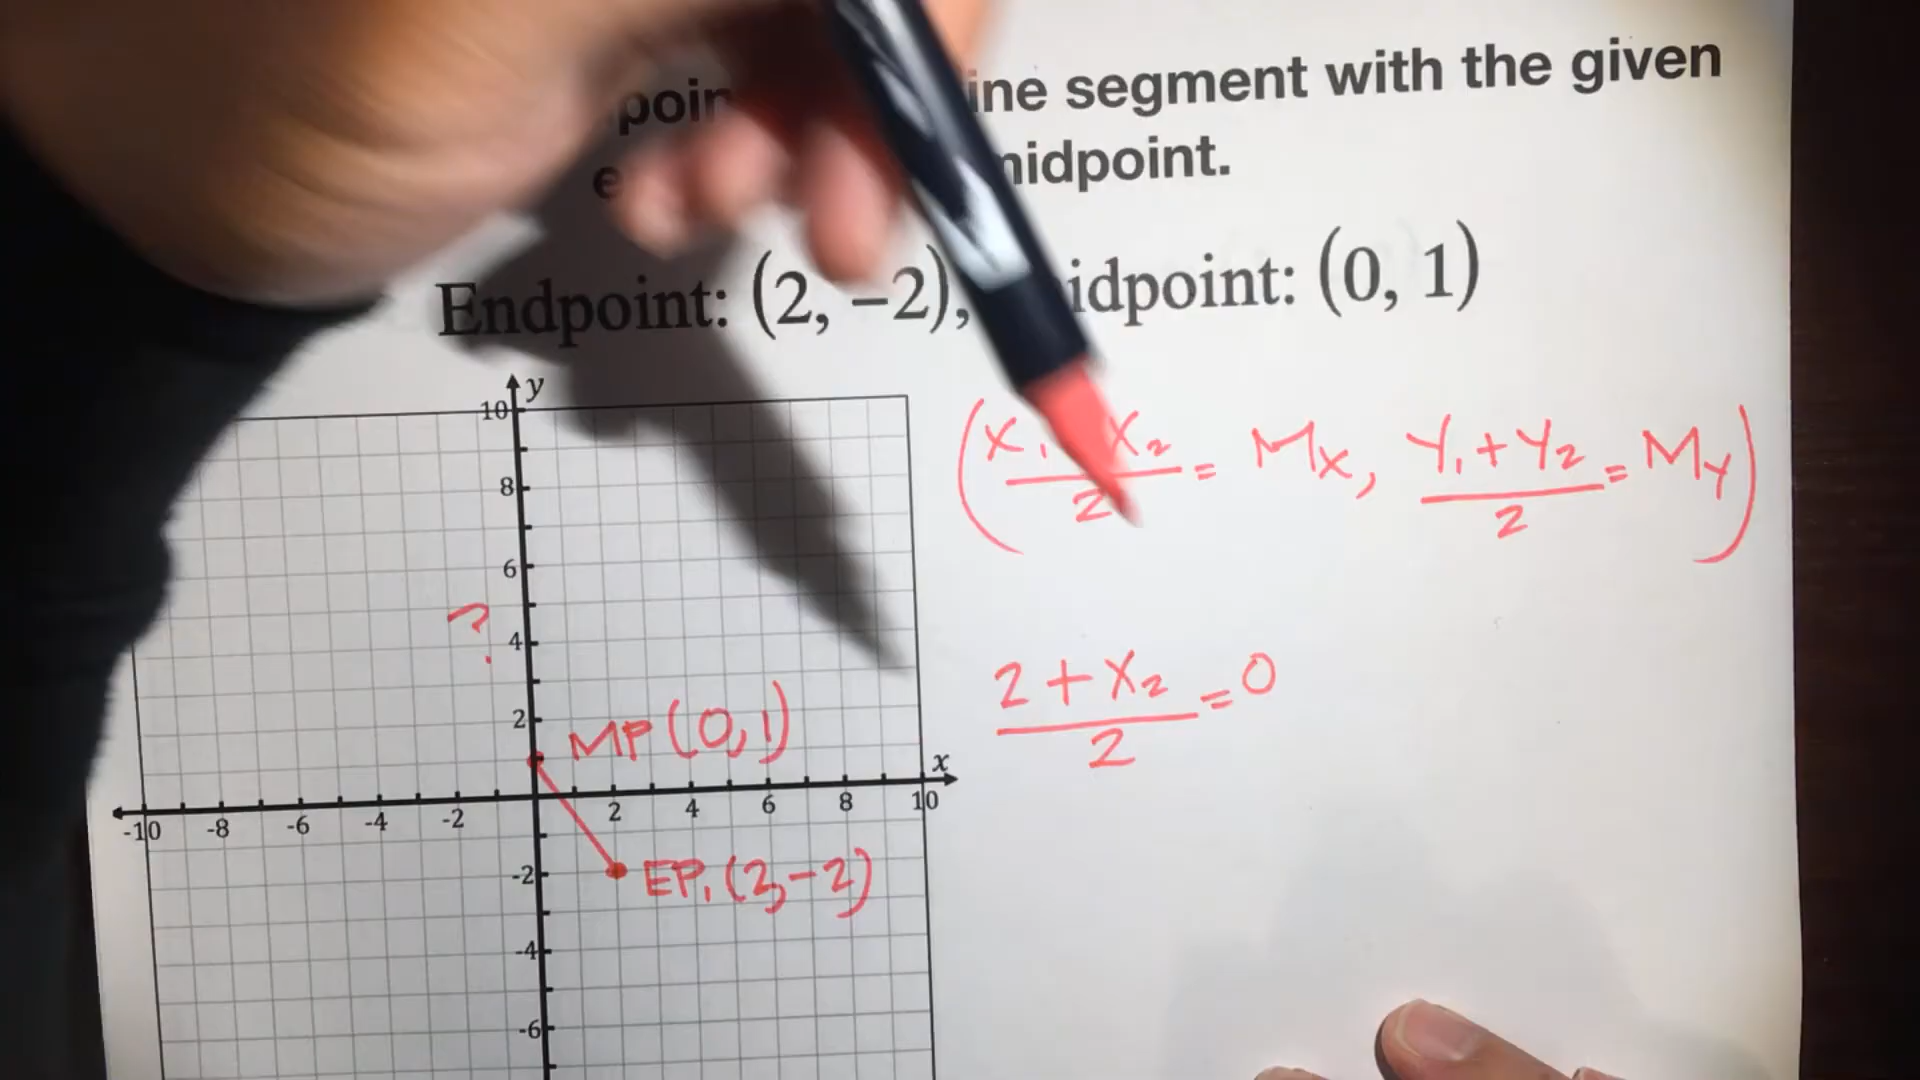 ine segment with the given
midpoint.
Endpoint: (2, −2), idpoint: (0, 1)
(X₁ X₂/2 = Mx, Y₁+Y₂/2 = My)
2+X₂/2 = 0
y
10
8
6
4
2
-2
-4
-6
-10 -8 -6 -4 -2 2 4 6 8 10 x
?
MP (0,1)
EP₁ (2,-2)